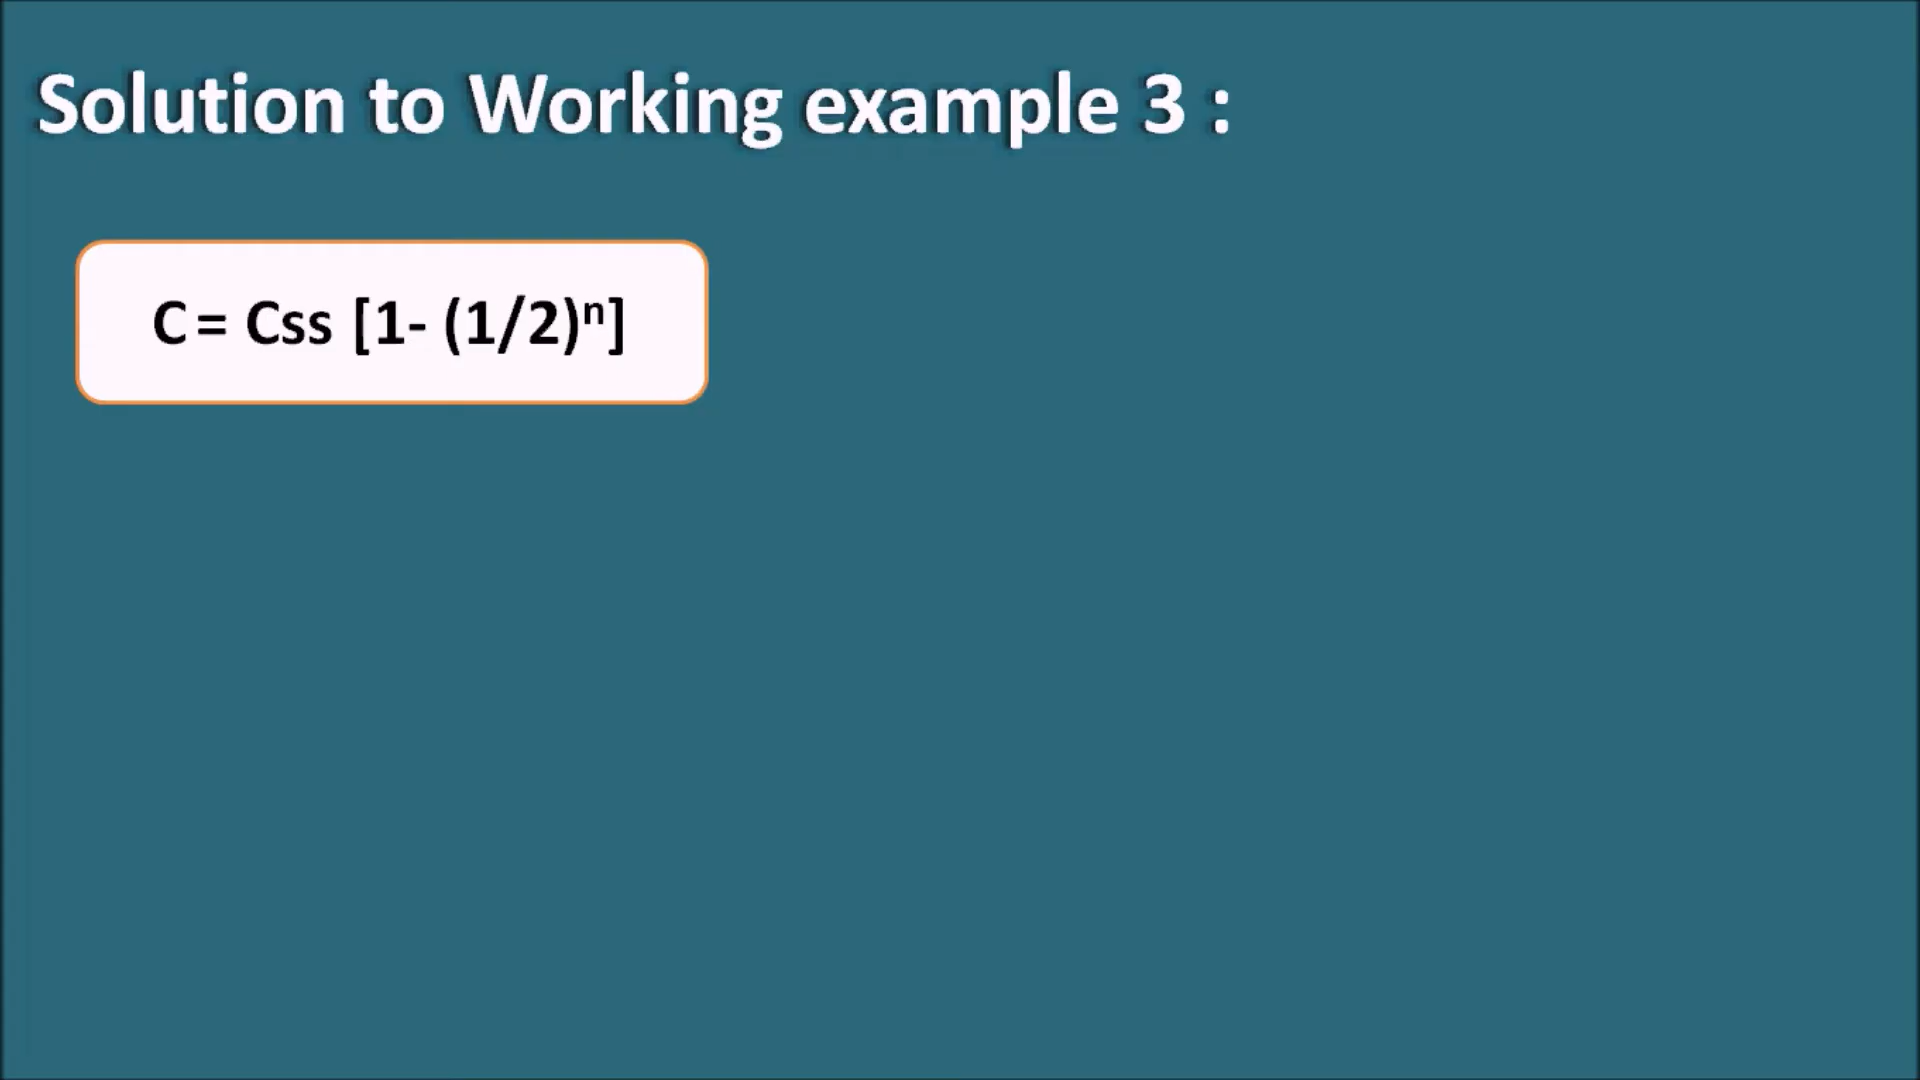 Solution to Working example 3 :
C = Css [1- (1/2)ⁿ]